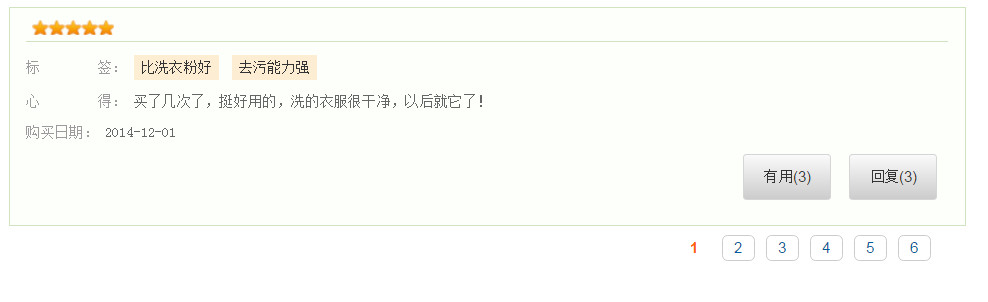 标 签： 比洗衣粉好 去污能力强
心 得： 买了几次了，挺好用的，洗的衣服很干净，以后就它了！
购买日期： 2014-12-01
有用(3) 回复(3)
1 2 3 4 5 6